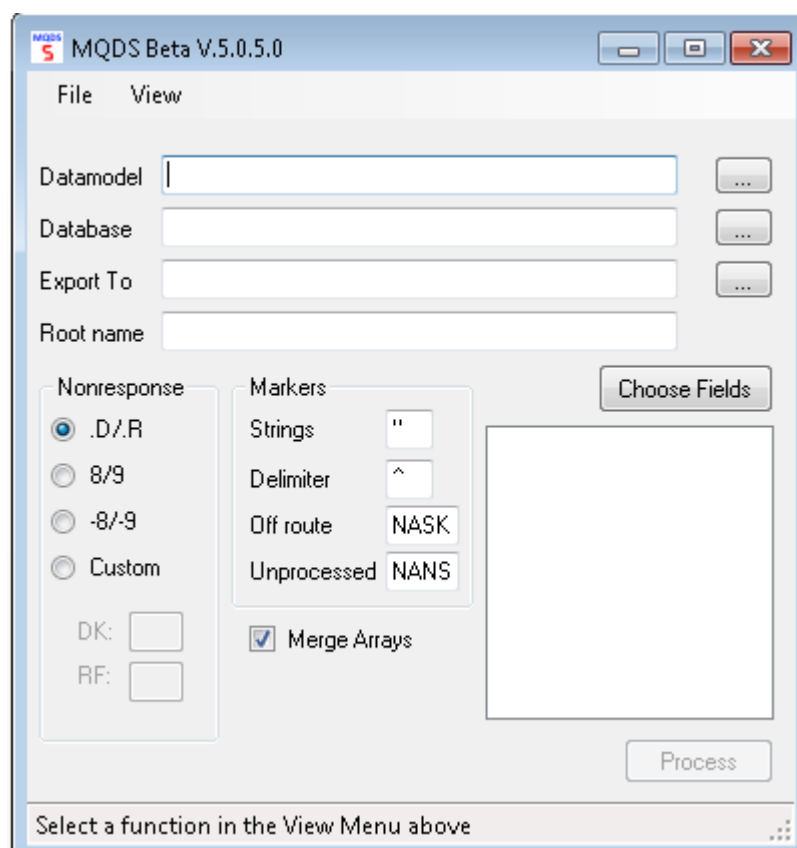 MQDS S MQDS Beta V.5.0.5.0
File View
Datamodel ...
Database ...
Export To ...
Root name
Nonresponse Markers Choose Fields
.D/.R Strings "
8/9 Delimiter ^
-8/-9 Off route NASK
Custom Unprocessed NANS
DK: Merge Arrays
RF:
Process
Select a function in the View Menu above